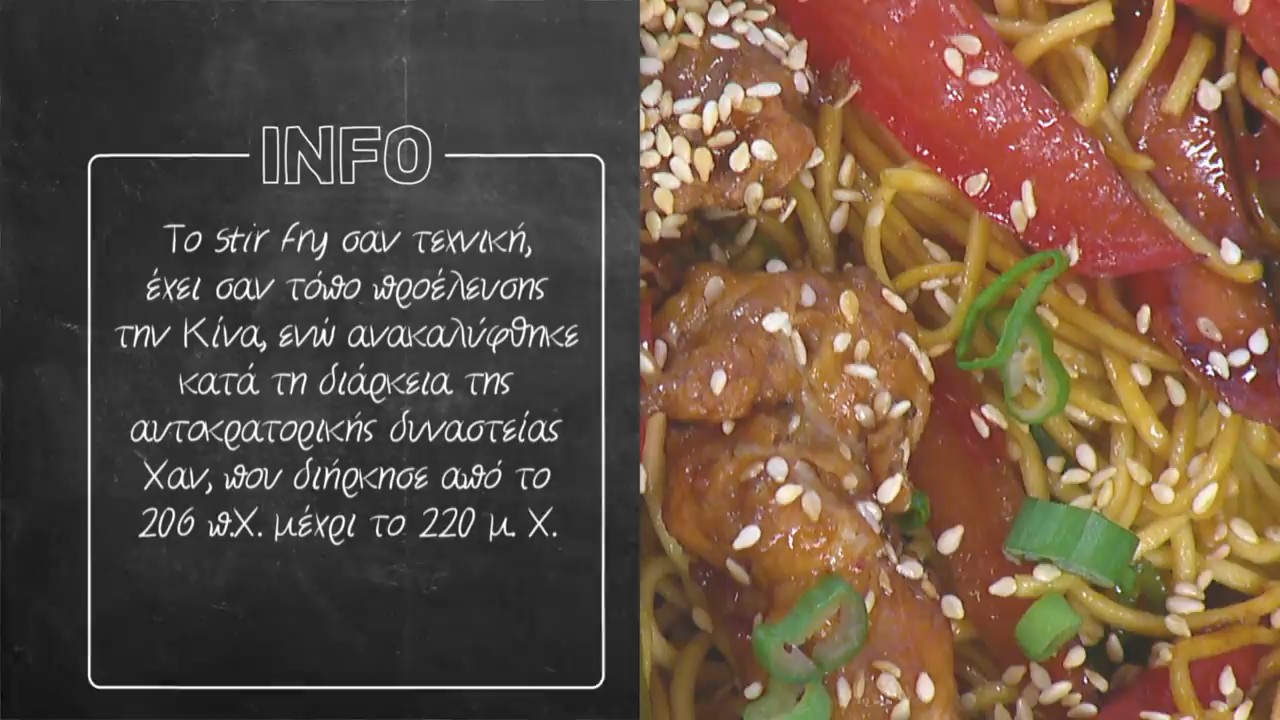 INFO
Το stir fry σαν τεχνική,
έχει σαν τόπο προέλευσης
την Κίνα, ενώ ανακαλύφθηκε
κατά τη διάρκεια της
αυτοκρατορικής δυναστείας
Χαν, που διήρκησε από το
206 π.Χ. μέχρι το 220 μ. Χ.